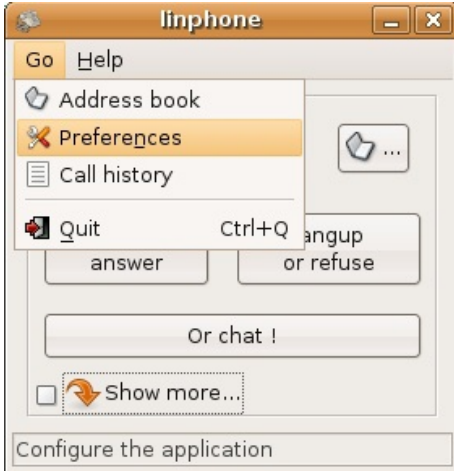 linphone
Go Help
Address book
Preferences
Call history
Quit Ctrl+Q
answer
or refuse
Or chat !
Show more...
Configure the application